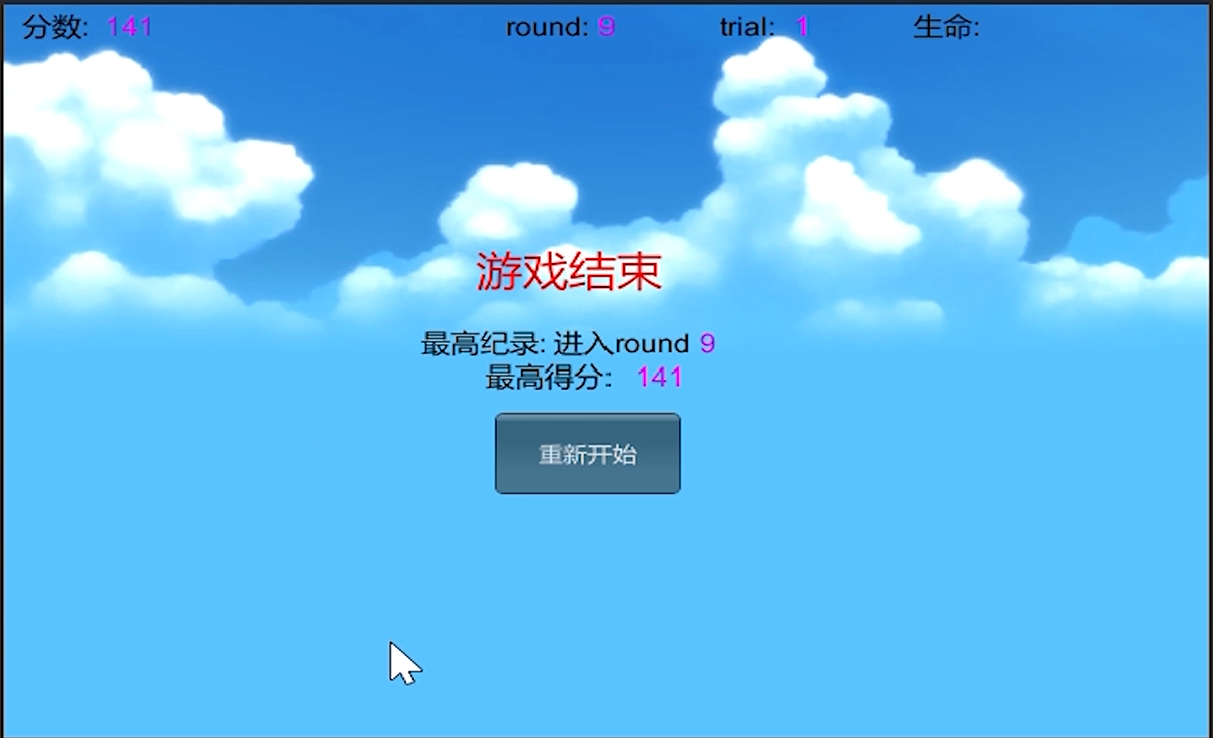 分数: 141 round: 9 trial: 1 生命:
游戏结束
最高纪录: 进入round 9
最高得分: 141
重新开始